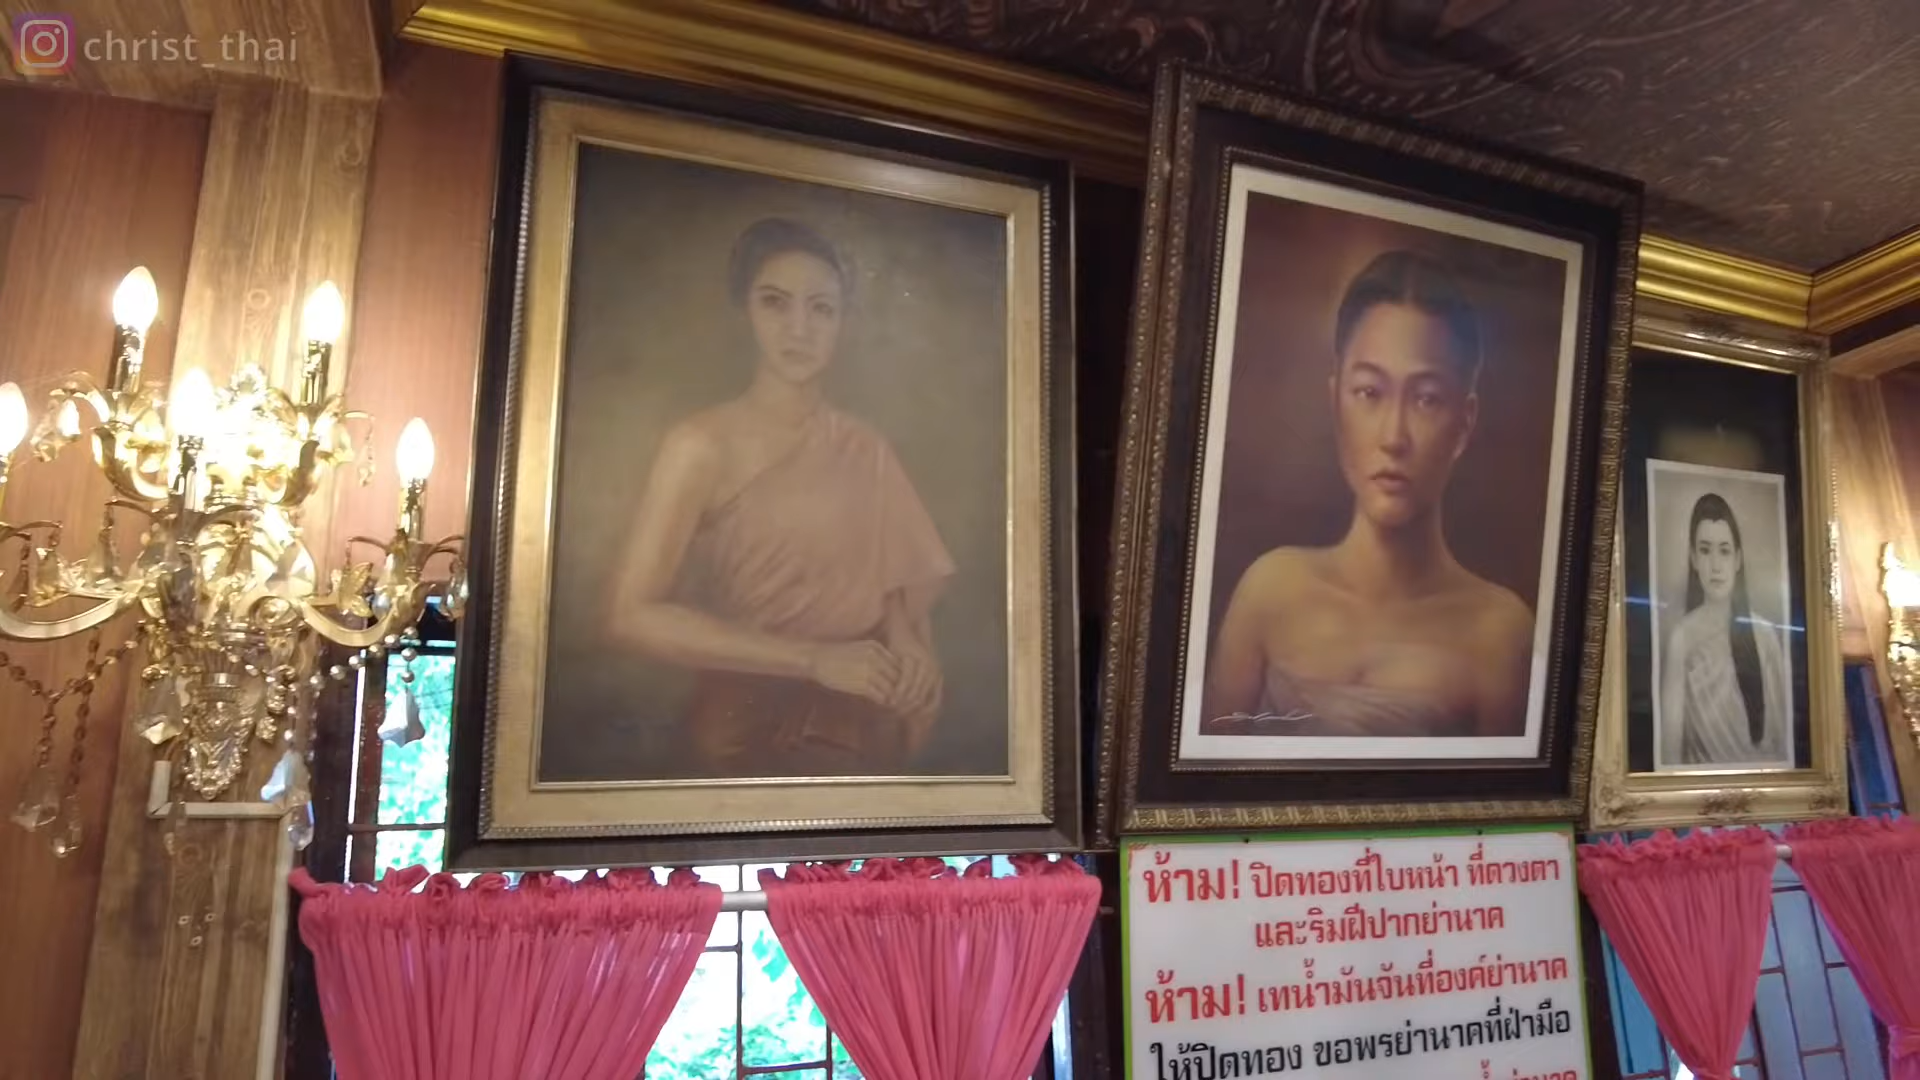 christ_thai
ห้าม! ปิดทองที่ใบหน้า ที่ดวงตา
และริมฝีปากย่านาค
ห้าม! เทน้ำมันจันที่องค์ย่านาค
ให้ปิดทอง ขอพรย่านาคที่ฝ่ามือ